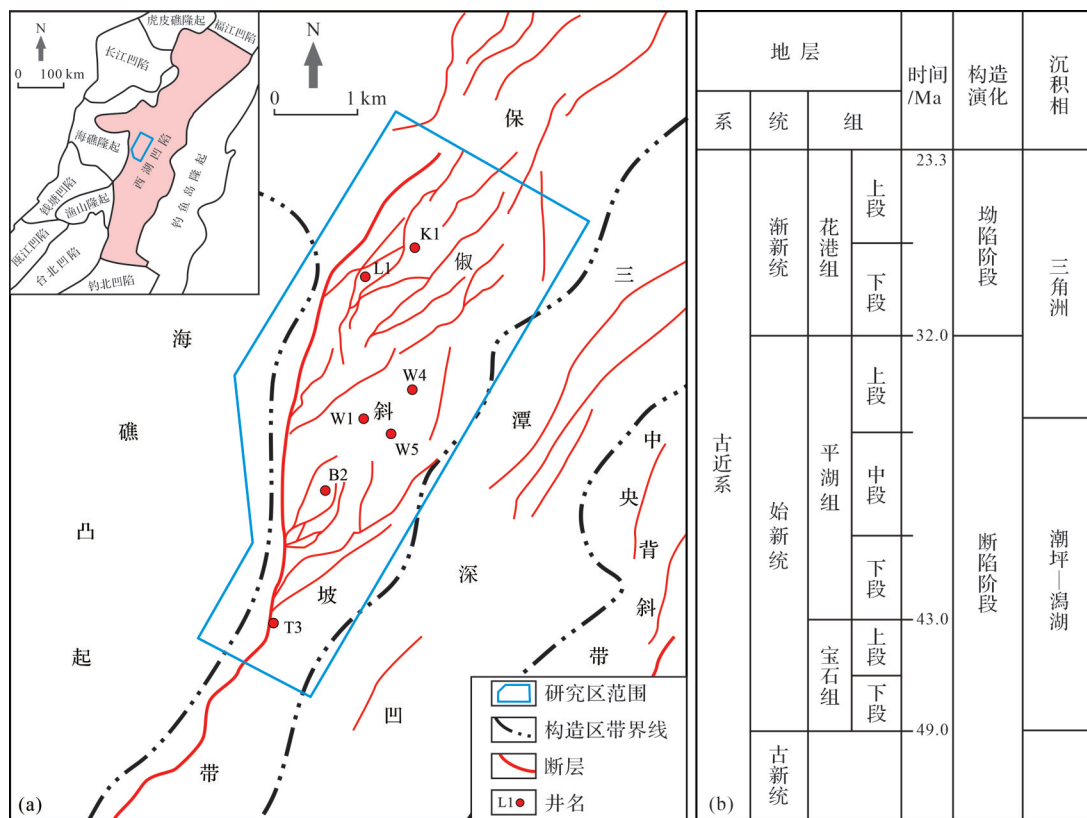 N
0 100 km
虎皮礁隆起
福江凹陷
长江凹陷
海礁隆起
西湖凹陷
钓鱼岛隆起
钱塘凹陷
渔山隆起
瓯江凹陷
台北凹陷
钓北凹陷
N
0 1 km
保俶斜坡带
三潭深凹
中央背斜带
海礁凸起
K1
L1
W4
W1
W5
B2
T3
研究区范围
构造区带界线
断层
L1 井名
(a)
地层
时间/Ma
构造演化
沉积相
系 统 组
古近系
渐新统
始新统
古新统
花港组
上段
下段
平湖组
上段
中段
下段
宝石组
上段
下段
23.3
32.0
43.0
49.0
坳陷阶段
断陷阶段
三角洲
潮坪—潟湖
(b)